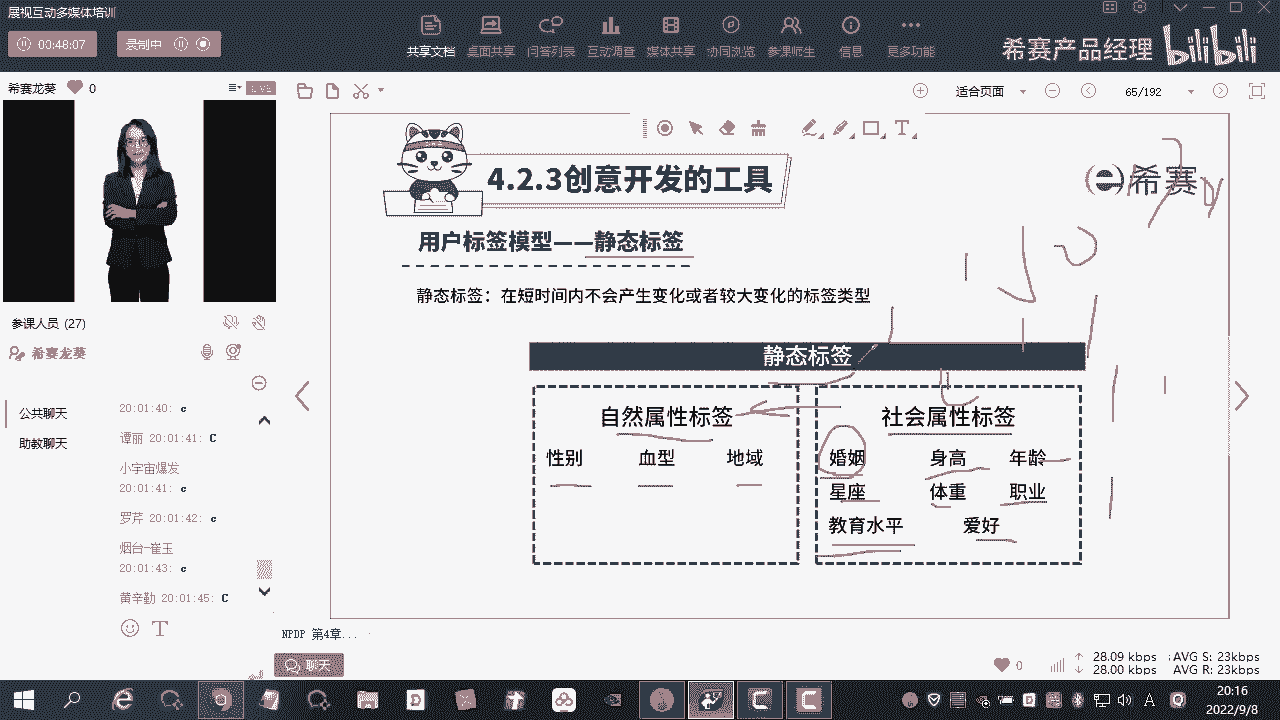 展视互动多媒体培训
00:48:07
录制中
共享文档 桌面共享 问答列表 互动调查 媒体共享 协同浏览 参课师生 信息 更多功能
希赛产品经理 bilibili
希赛龙葵 0
LIVE
适合页面 65/192
4.2.3创意开发的工具
希赛
用户标签模型——静态标签
静态标签：在短时间内不会产生变化或者较大变化的标签类型
静态标签
自然属性标签
性别 血型 地域
社会属性标签
婚姻 身高 年龄
星座 体重 职业
教育水平 爱好
参课人员 (27)
希赛龙葵
公共聊天
助教聊天
20:01:40: c
谭丽 20:01:41: C
小宇宙爆发
20:01:41: c
罗芹 20:01:42: c
烟台-崔玉
20:01:43: c
黄辛勤 20:01:45: C
NPDP 第4章...
聊天
0
28.09 kbps AVG S: 23kbps
28.00 kbps AVG R: 23kbps
20:16
2022/9/8